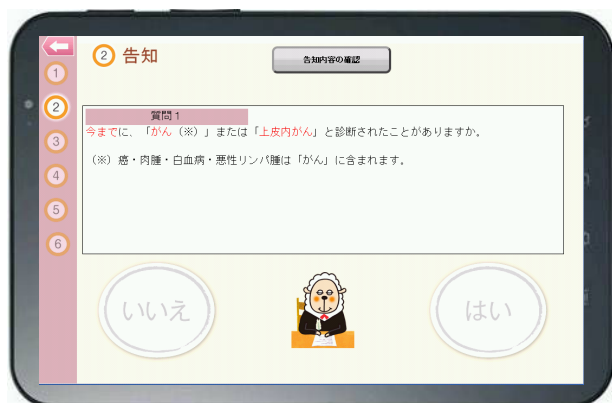 ② 告知
告知内容の確認
1
2
3
4
5
6
質問1
今までに、「がん(※)」または「上皮内がん」と診断されたことがありますか。
(※)癌・肉腫・白血病・悪性リンパ腫は「がん」に含まれます。
いいえ
はい